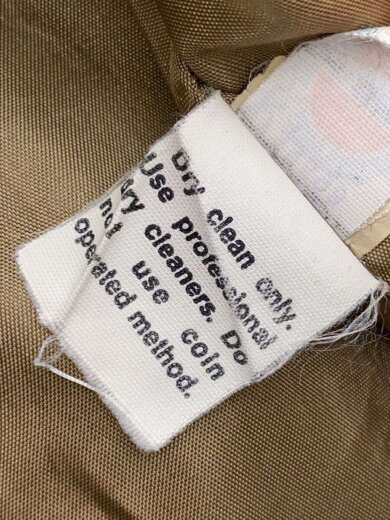 Dry clean only.
Use professional
dry cleaners. Do
not use coin
operated method.